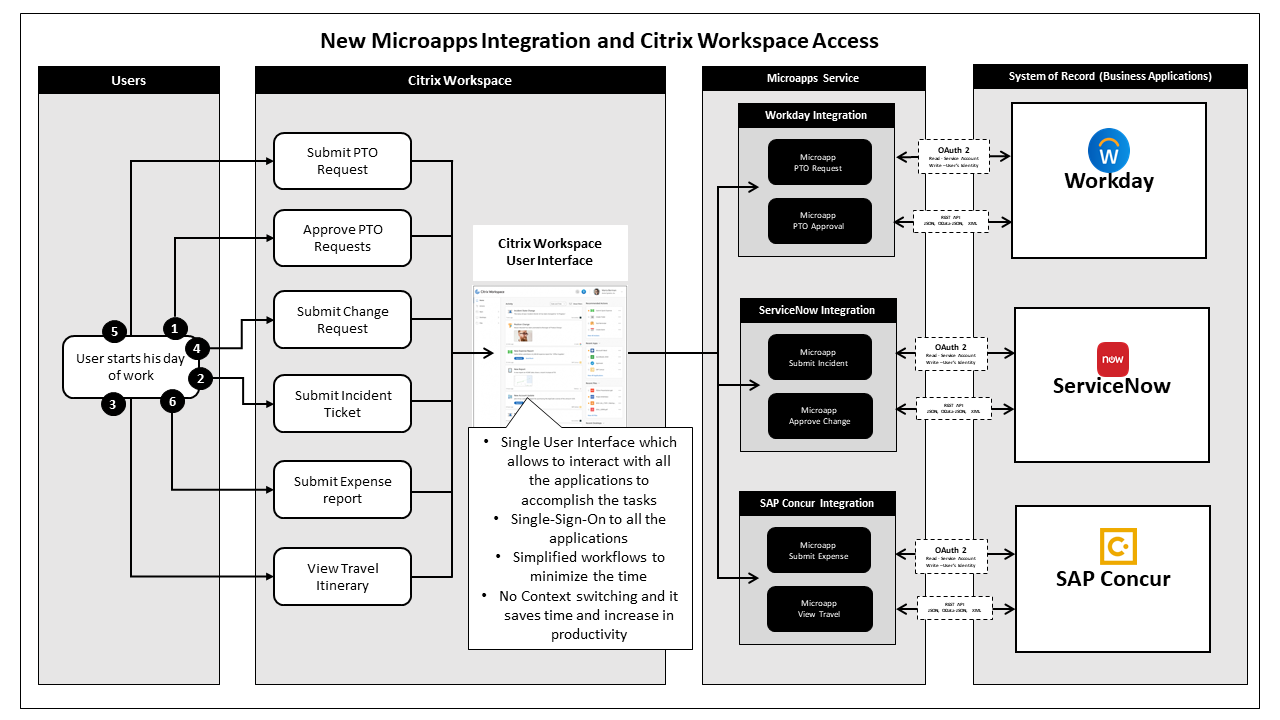 New Microapps Integration and Citrix Workspace Access
Users
Citrix Workspace
Microapps Service
System of Record (Business Applications)
5
1
4
2
3
6
User starts his day
of work
Submit PTO
Request
Approve PTO
Requests
Submit Change
Request
Submit Incident
Ticket
Submit Expense
report
View Travel
Itinerary
Citrix Workspace
User Interface
Citrix Workspace
• Single User Interface which
allows to interact with all
the applications to
accomplish the tasks
• Single-Sign-On to all the
applications
• Simplified workflows to
minimize the time
• No Context switching and it
saves time and increase in
productivity
Workday Integration
Microapp
PTO Request
Microapp
PTO Approval
OAuth 2
Read - Service Account
Write –User's Identity
REST API
JSON, OData-JSON, XML
W
Workday
ServiceNow Integration
Microapp
Submit Incident
Microapp
Approve Change
OAuth 2
Read - Service Account
Write –User's Identity
REST API
JSON, OData-JSON, XML
now
ServiceNow
SAP Concur Integration
Microapp
Submit Expense
Microapp
View Travel
OAuth 2
Read - Service Account
Write –User's Identity
REST API
JSON, OData-JSON, XML
C
SAP Concur